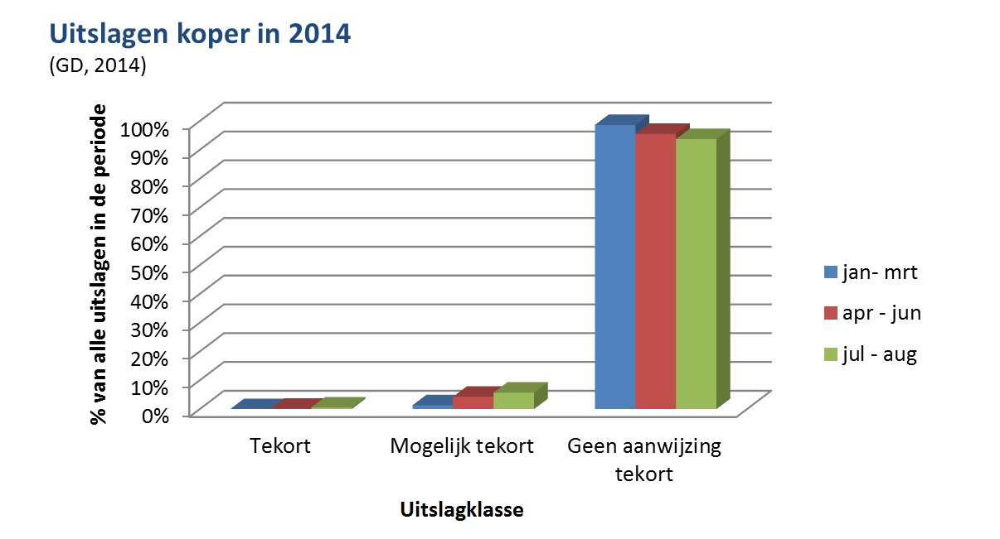 Uitslagen koper in 2014
(GD, 2014)
% van alle uitslagen in de periode
100%
90%
80%
70%
60%
50%
40%
30%
20%
10%
0%
Tekort
Mogelijk tekort
Geen aanwijzing
tekort
Uitslagklasse
jan- mrt
apr - jun
jul - aug